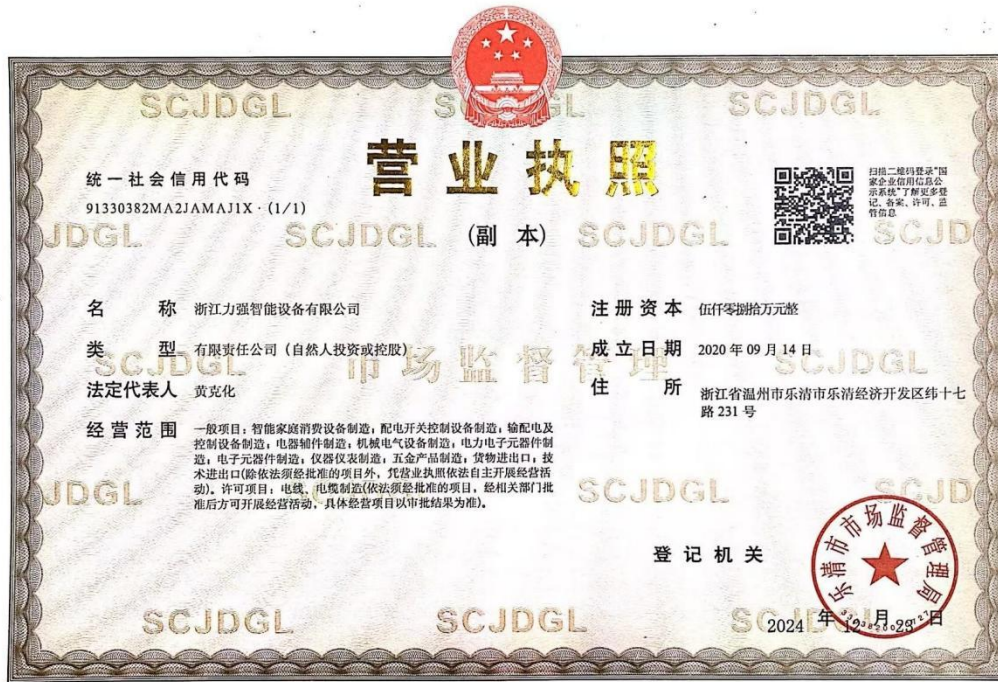 SCJDGL SCJDGL SCJDGL
营业执照
(副 本)
统一社会信用代码
91330382MA2JAMAJ1X · (1/1)
扫描二维码登录"国
家企业信用信息公
示系统"了解更多登
记、备案、许可、监
管信息
JDGL SCJDGL SCJDGL SCJD
名 称 浙江力强智能设备有限公司
注册资本 伍仟零捌拾万元整
类 型 有限责任公司(自然人投资或控股)
成立日期 2020 年 09 月 14 日
SCJDGL 市场监督管理
法定代表人 黄克化
住 所 浙江省温州市乐清市乐清经济开发区纬十七
路 231 号
经营范围 一般项目:智能家庭消费设备制造;配电开关控制设备制造;输配电及
控制设备制造;电器辅件制造;机械电气设备制造;电力电子元器件制
造;电子元器件制造;仪器仪表制造;五金产品制造;货物进出口;技
术进出口(除依法须经批准的项目外,凭营业执照依法自主开展经营活
动)。许可项目:电线、电缆制造(依法须经批准的项目,经相关部门批
准后方可开展经营活动,具体经营项目以审批结果为准)。
JDGL SCJDGL SCJDGL SCJD
登记机关
乐清市市场监督管理局
SCJDGL SCJDGL
2024 年 12 月 23 日